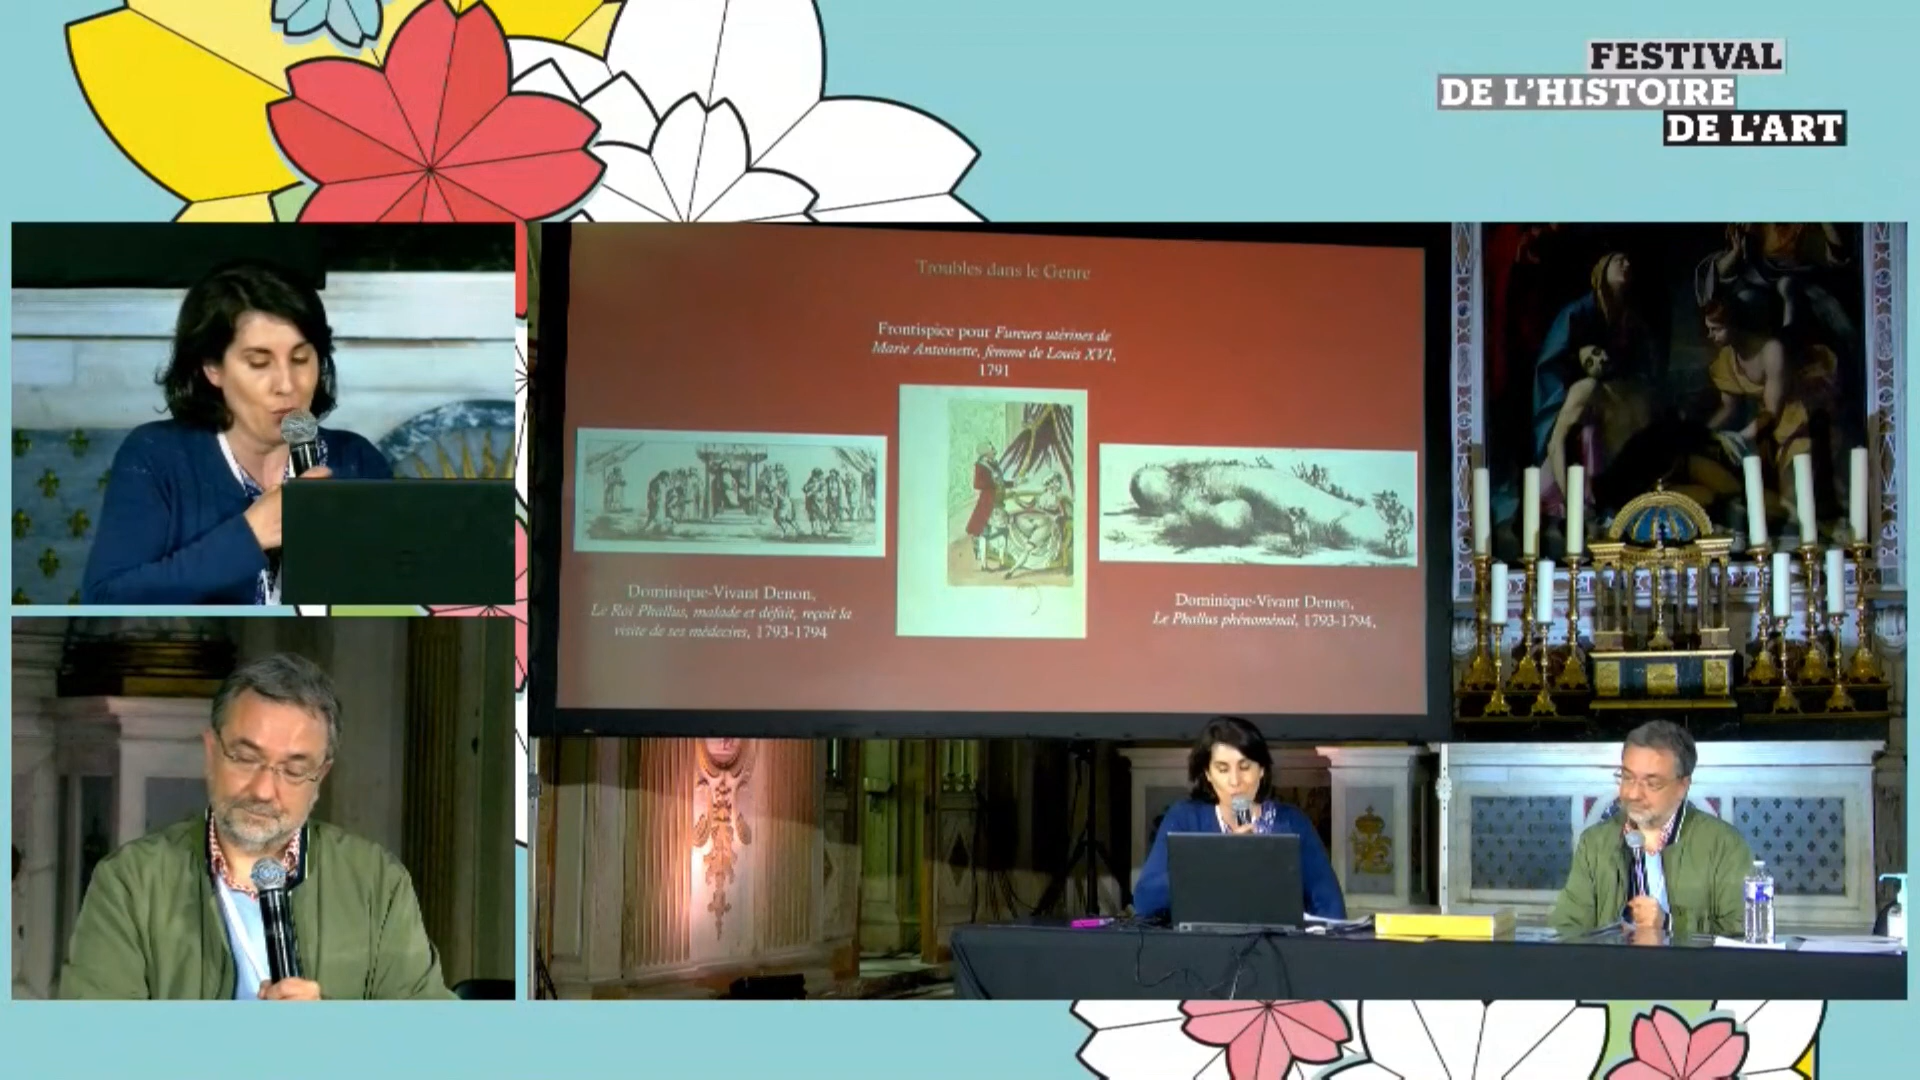 FESTIVAL
DE L'HISTOIRE
DE L'ART
Troubles dans le Genre
Frontispice pour Fureurs utérines de
Marie Antoinette, femme de Louis XVI,
1791
Dominique-Vivant Denon,
Le Roi Phallus, malade et défait, reçoit la
visite de ses médecins, 1793-1794
Dominique-Vivant Denon,
Le Phallus phénoménal, 1793-1794,